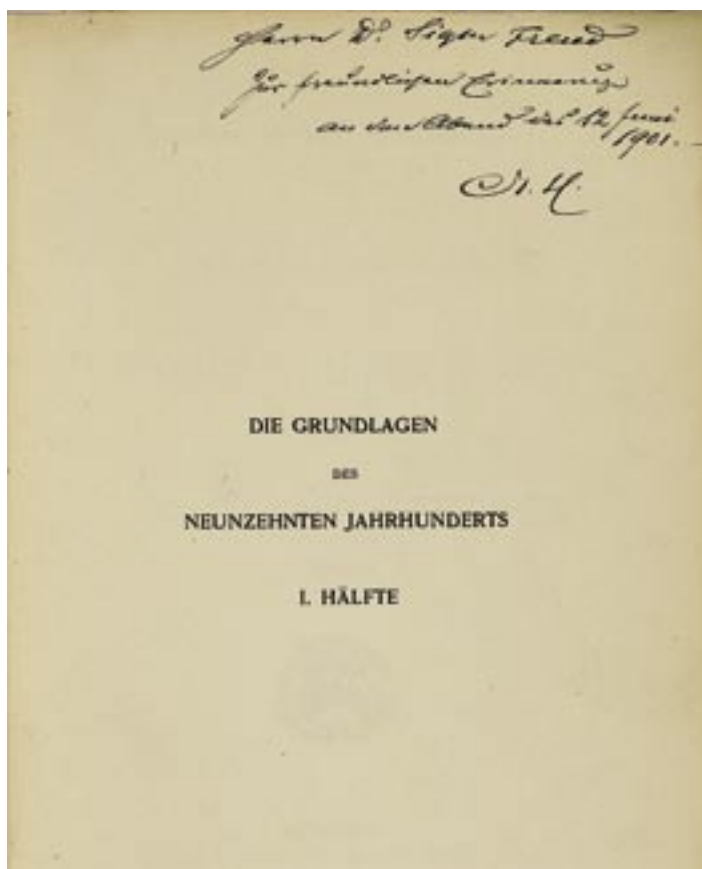 Herrn Dr. Sigm Freud
zur freundlichen Erinnerung
an den Abend des 12 Juni
1901. –
DIE GRUNDLAGEN
DES
NEUNZEHNTEN JAHRHUNDERTS
I. HÄLFTE